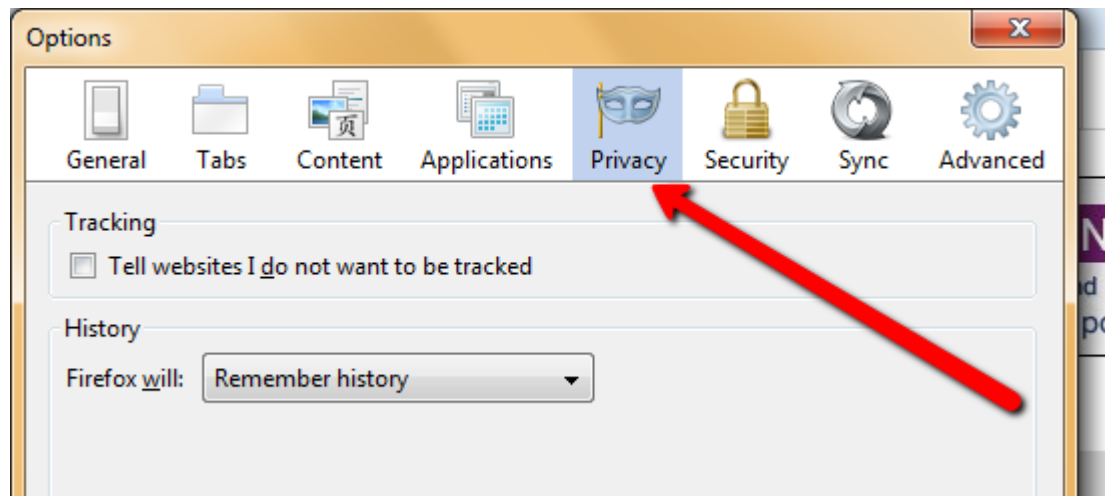 Options
General Tabs Content Applications Privacy Security Sync Advanced
Tracking
Tell websites I do not want to be tracked
History
Firefox will: Remember history
页
N